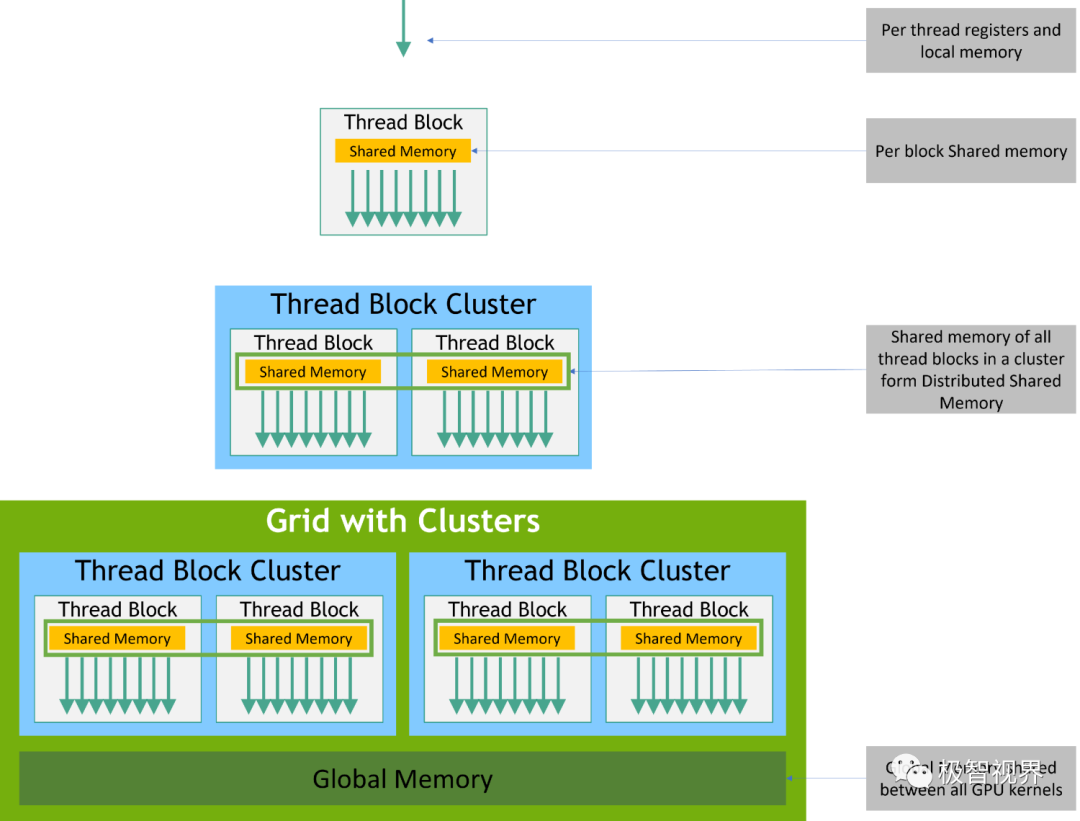 Per thread registers and
local memory
Thread Block
Shared Memory
Per block Shared memory
Thread Block Cluster
Thread Block
Thread Block
Shared Memory
Shared Memory
Shared memory of all
thread blocks in a cluster
form Distributed Shared
Memory
Grid with Clusters
Thread Block Cluster
Thread Block Cluster
Thread Block
Thread Block
Thread Block
Thread Block
Shared Memory
Shared Memory
Shared Memory
Shared Memory
Global Memory
Global Memory shared
between all GPU kernels
极智视界